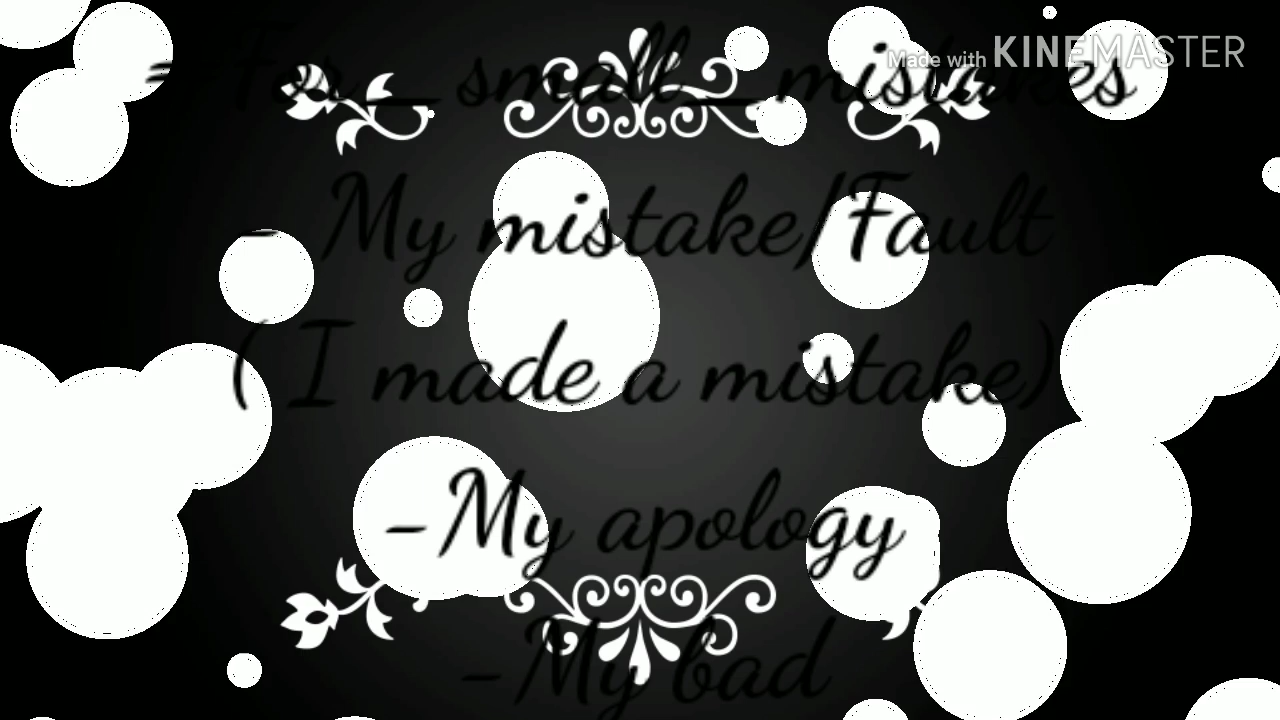 Made with KINEMASTER
= For _ small _ mistakes
- My mistake/Fault
( I made a mistake)
-My apology
-My bad